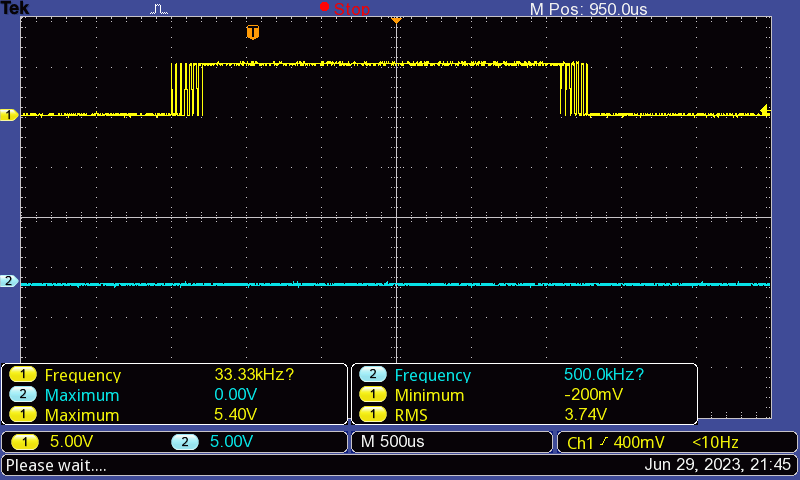 Tek Stop M Pos: 950.0us
T
1
2
1 Frequency 33.33kHz?
2 Maximum 0.00V
1 Maximum 5.40V
2 Frequency 500.0kHz?
1 Minimum -200mV
1 RMS 3.74V
1 5.00V 2 5.00V M 500us Ch1 400mV <10Hz
Please wait.... Jun 29, 2023, 21:45